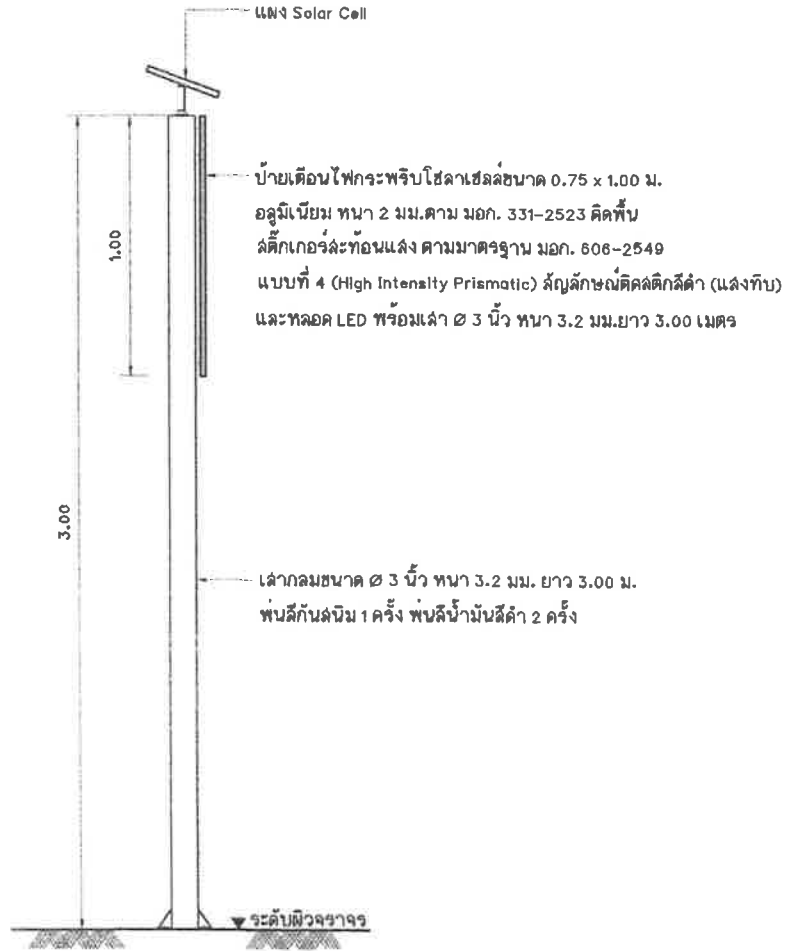 แผง Solar Cell
ป้ายเตือนไฟกระพริบโซลาเซลล์ขนาด 0.75 x 1.00 ม.
อลูมิเนียม หนา 2 มม.ตาม มอก. 331-2523 ติดพื้น
สติ๊กเกอร์สะท้อนแสง ตามมาตรฐาน มอก. 606-2549
1.00
แบบที่ 4 (High Intensity Prismatic) สัญลักษณ์ติดสติกสีดำ (แสงทึบ)
และหลอด LED พร้อมเสา Ø 3 นิ้ว หนา 3.2 มม.ยาว 3.00 เมตร
3.00
เสากลมขนาด Ø 3 นิ้ว หนา 3.2 มม. ยาว 3.00 ม.
พ่นสีกันสนิม 1 ครั้ง พ่นสีน้ำมันสีดำ 2 ครั้ง
ระดับผิวจราจร